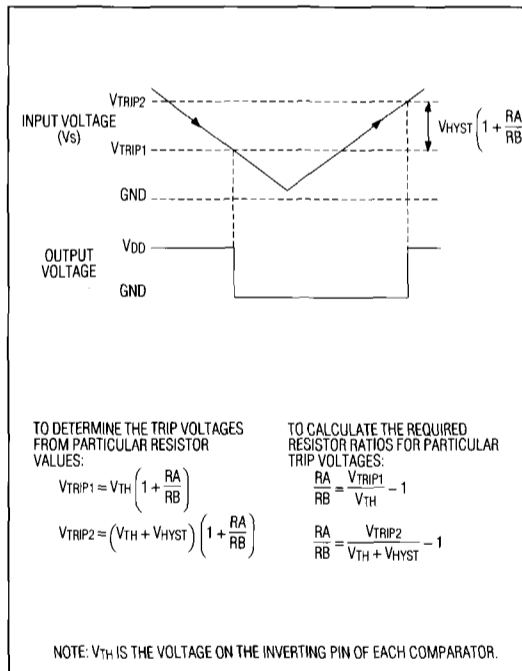 VTRIP2
INPUT VOLTAGE
(Vs)
VTRIP1
VHYST(1 + RA/RB
GND
VDD
OUTPUT
VOLTAGE
GND
TO DETERMINE THE TRIP VOLTAGES
FROM PARTICULAR RESISTOR
VALUES:
VTRIP1 = VTH (1 + RA/RB)
VTRIP2 = (VTH + VHYST) (1 + RA/RB)
TO CALCULATE THE REQUIRED
RESISTOR RATIOS FOR PARTICULAR
TRIP VOLTAGES:
RA/RB = VTRIP1/VTH - 1
RA/RB = VTRIP2/VTH + VHYST - 1
NOTE: VTH IS THE VOLTAGE ON THE INVERTING PIN OF EACH COMPARATOR.